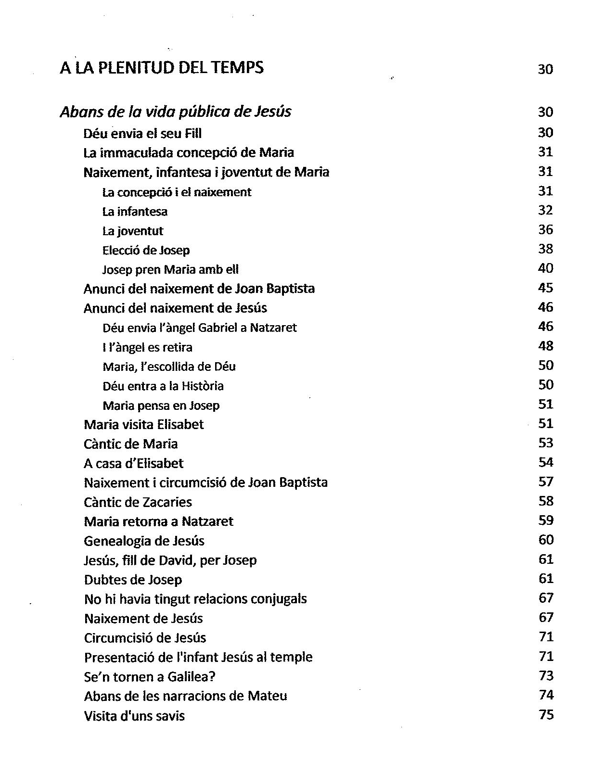 A LA PLENITUD DEL TEMPS 30
Abans de la vida pública de Jesús 30
Déu envia el seu Fill 30
La immaculada concepció de Maria 31
Naixement, infantesa i joventut de Maria 31
La concepció i el naixement 31
La infantesa 32
La joventut 36
Elecció de Josep 38
Josep pren Maria amb ell 40
Anunci del naixement de Joan Baptista 45
Anunci del naixement de Jesús 46
Déu envia l'àngel Gabriel a Natzaret 46
I l'àngel es retira 48
Maria, l'escollida de Déu 50
Déu entra a la Història 50
Maria pensa en Josep 51
Maria visita Elisabet 51
Càntic de Maria 53
A casa d'Elisabet 54
Naixement i circumcisió de Joan Baptista 57
Càntic de Zacaries 58
Maria retorna a Natzaret 59
Genealogia de Jesús 60
Jesús, fill de David, per Josep 61
Dubtes de Josep 61
No hi havia tingut relacions conjugals 67
Naixement de Jesús 67
Circumcisió de Jesús 71
Presentació de l'infant Jesús al temple 71
Se'n tornen a Galilea? 73
Abans de les narracions de Mateu 74
Visita d'uns savis 75